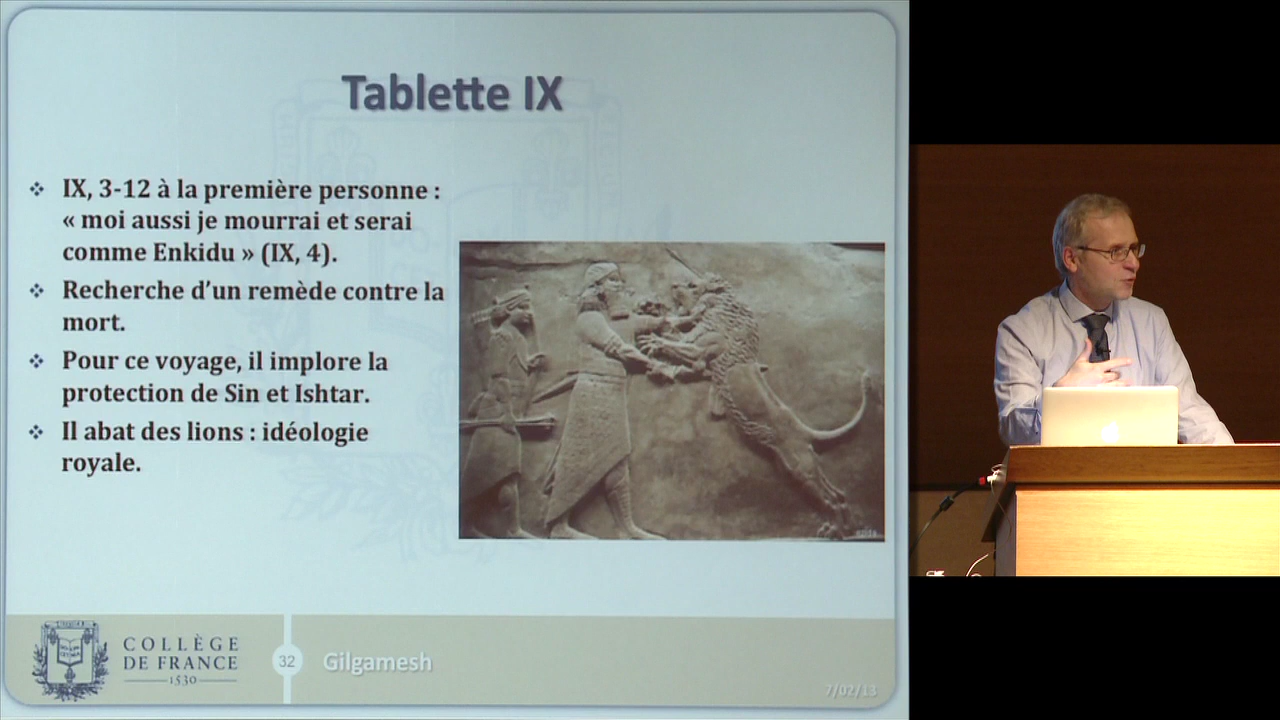 Tablette IX
❖ IX, 3-12 à la première personne :
« moi aussi je mourrai et serai
comme Enkidu » (IX, 4).
❖ Recherche d’un remède contre la
mort.
❖ Pour ce voyage, il implore la
protection de Sin et Ishtar.
❖ Il abat des lions : idéologie
royale.
COLLÈGE
DE FRANCE
1530
32
Gilgamesh
7/02/13